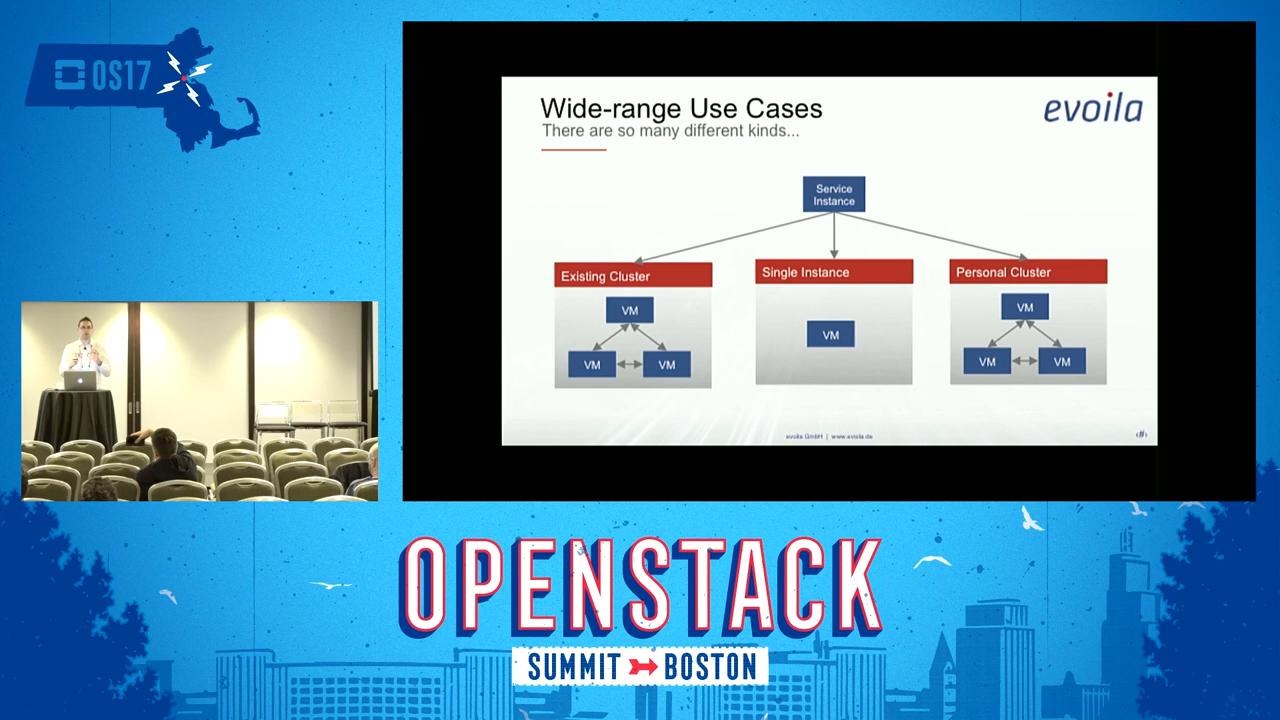 OS17
Wide-range Use Cases
There are so many different kinds...
evoila
Service
Instance
Existing Cluster
VM
VM
VM
Single Instance
VM
Personal Cluster
VM
VM
VM
evoila GmbH | www.evoila.de
‹#›
OPENSTACK
SUMMIT BOSTON